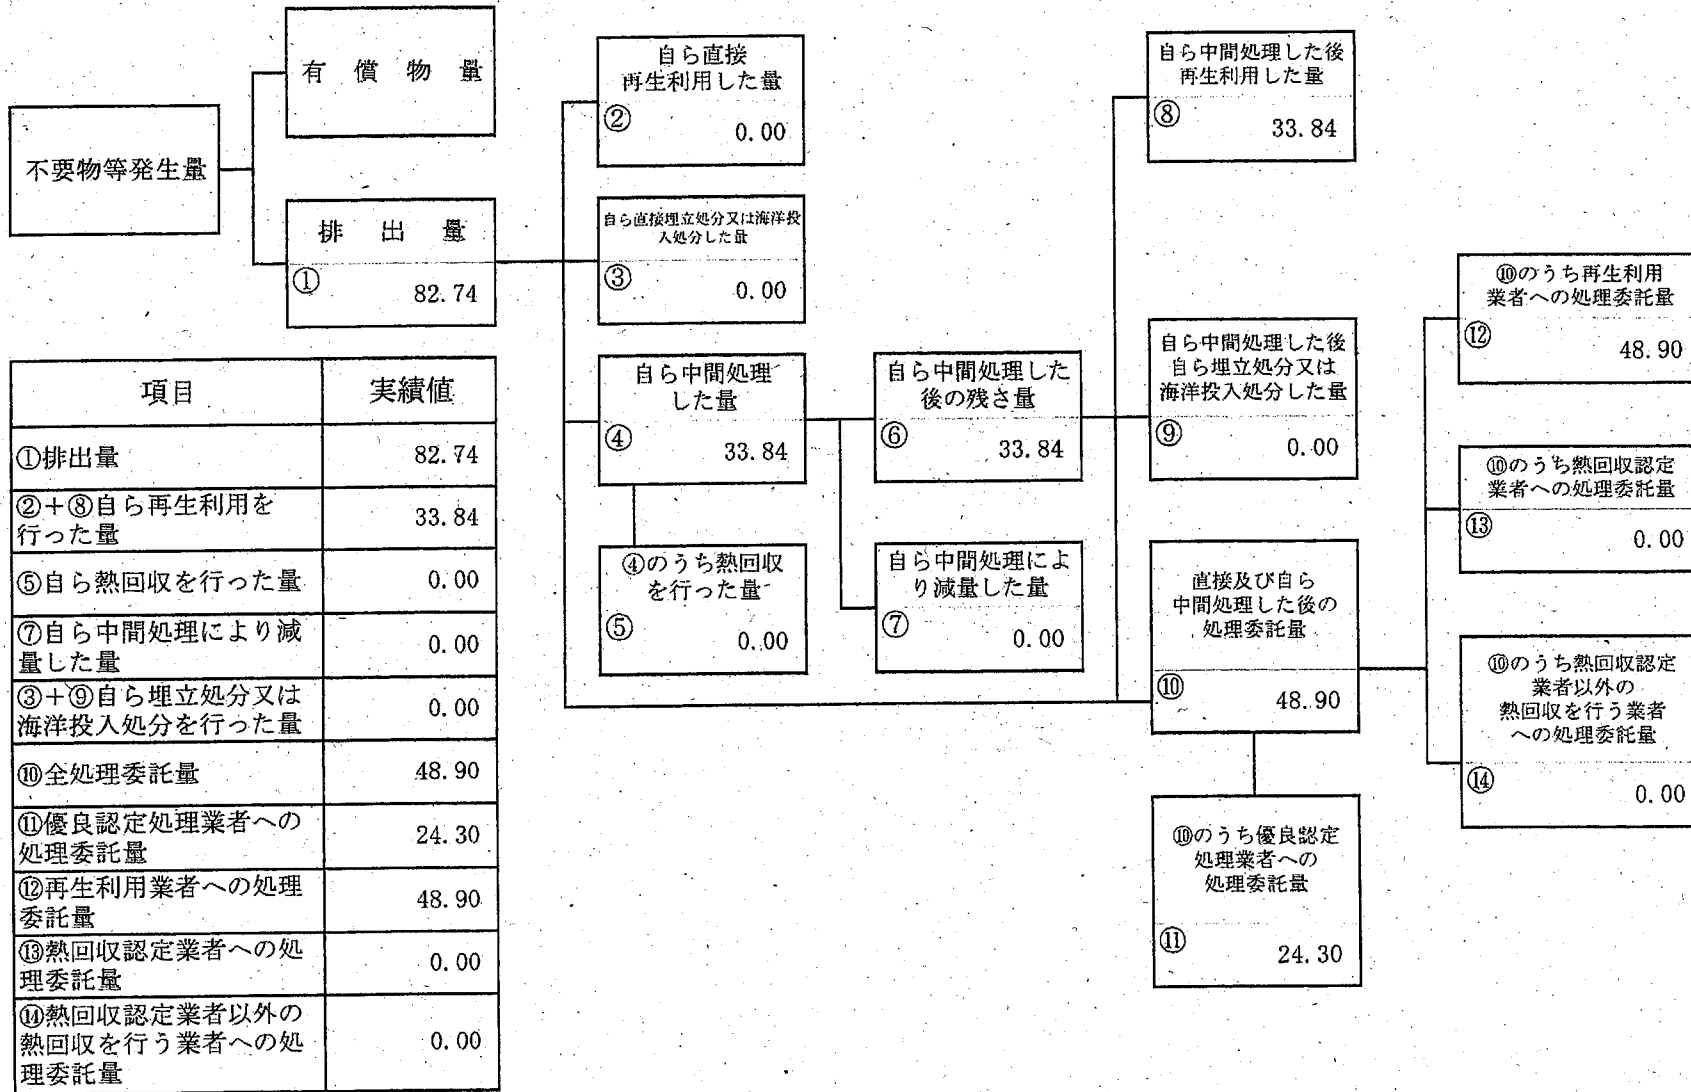 不要物等発生量
有償物量
排出量
①
82.74
自ら直接
再生利用した量
②
0.00
自ら直接埋立処分又は海洋投
入処分した量
③
0.00
自ら中間処理
した量
④
33.84
④のうち熱回収
を行った量
⑤
0.00
自ら中間処理した
後の残さ量
⑥
33.84
自ら中間処理によ
り減量した量
⑦
0.00
自ら中間処理した後
再生利用した量
⑧
33.84
自ら中間処理した後
自ら埋立処分又は
海洋投入処分した量
⑨
0.00
直接及び自ら
中間処理した後の
処理委託量
⑩
48.90
⑩のうち優良認定
処理業者への
処理委託量
⑪
24.30
⑩のうち再生利用
業者への処理委託量
⑫
48.90
⑩のうち熱回収認定
業者への処理委託量
⑬
0.00
⑩のうち熱回収認定
業者以外の
熱回収を行う業者
への処理委託量
⑭
0.00
項目 実績値
①排出量 82.74
②+⑧自ら再生利用を
行った量 33.84
⑤自ら熱回収を行った量 0.00
⑦自ら中間処理により減
量した量 0.00
③+⑨自ら埋立処分又は
海洋投入処分を行った量 0.00
⑩全処理委託量 48.90
⑪優良認定処理業者への
処理委託量 24.30
⑫再生利用業者への処理
委託量 48.90
⑬熱回収認定業者への処
理委託量 0.00
⑭熱回収認定業者以外の
熱回収を行う業者への処
理委託量 0.00